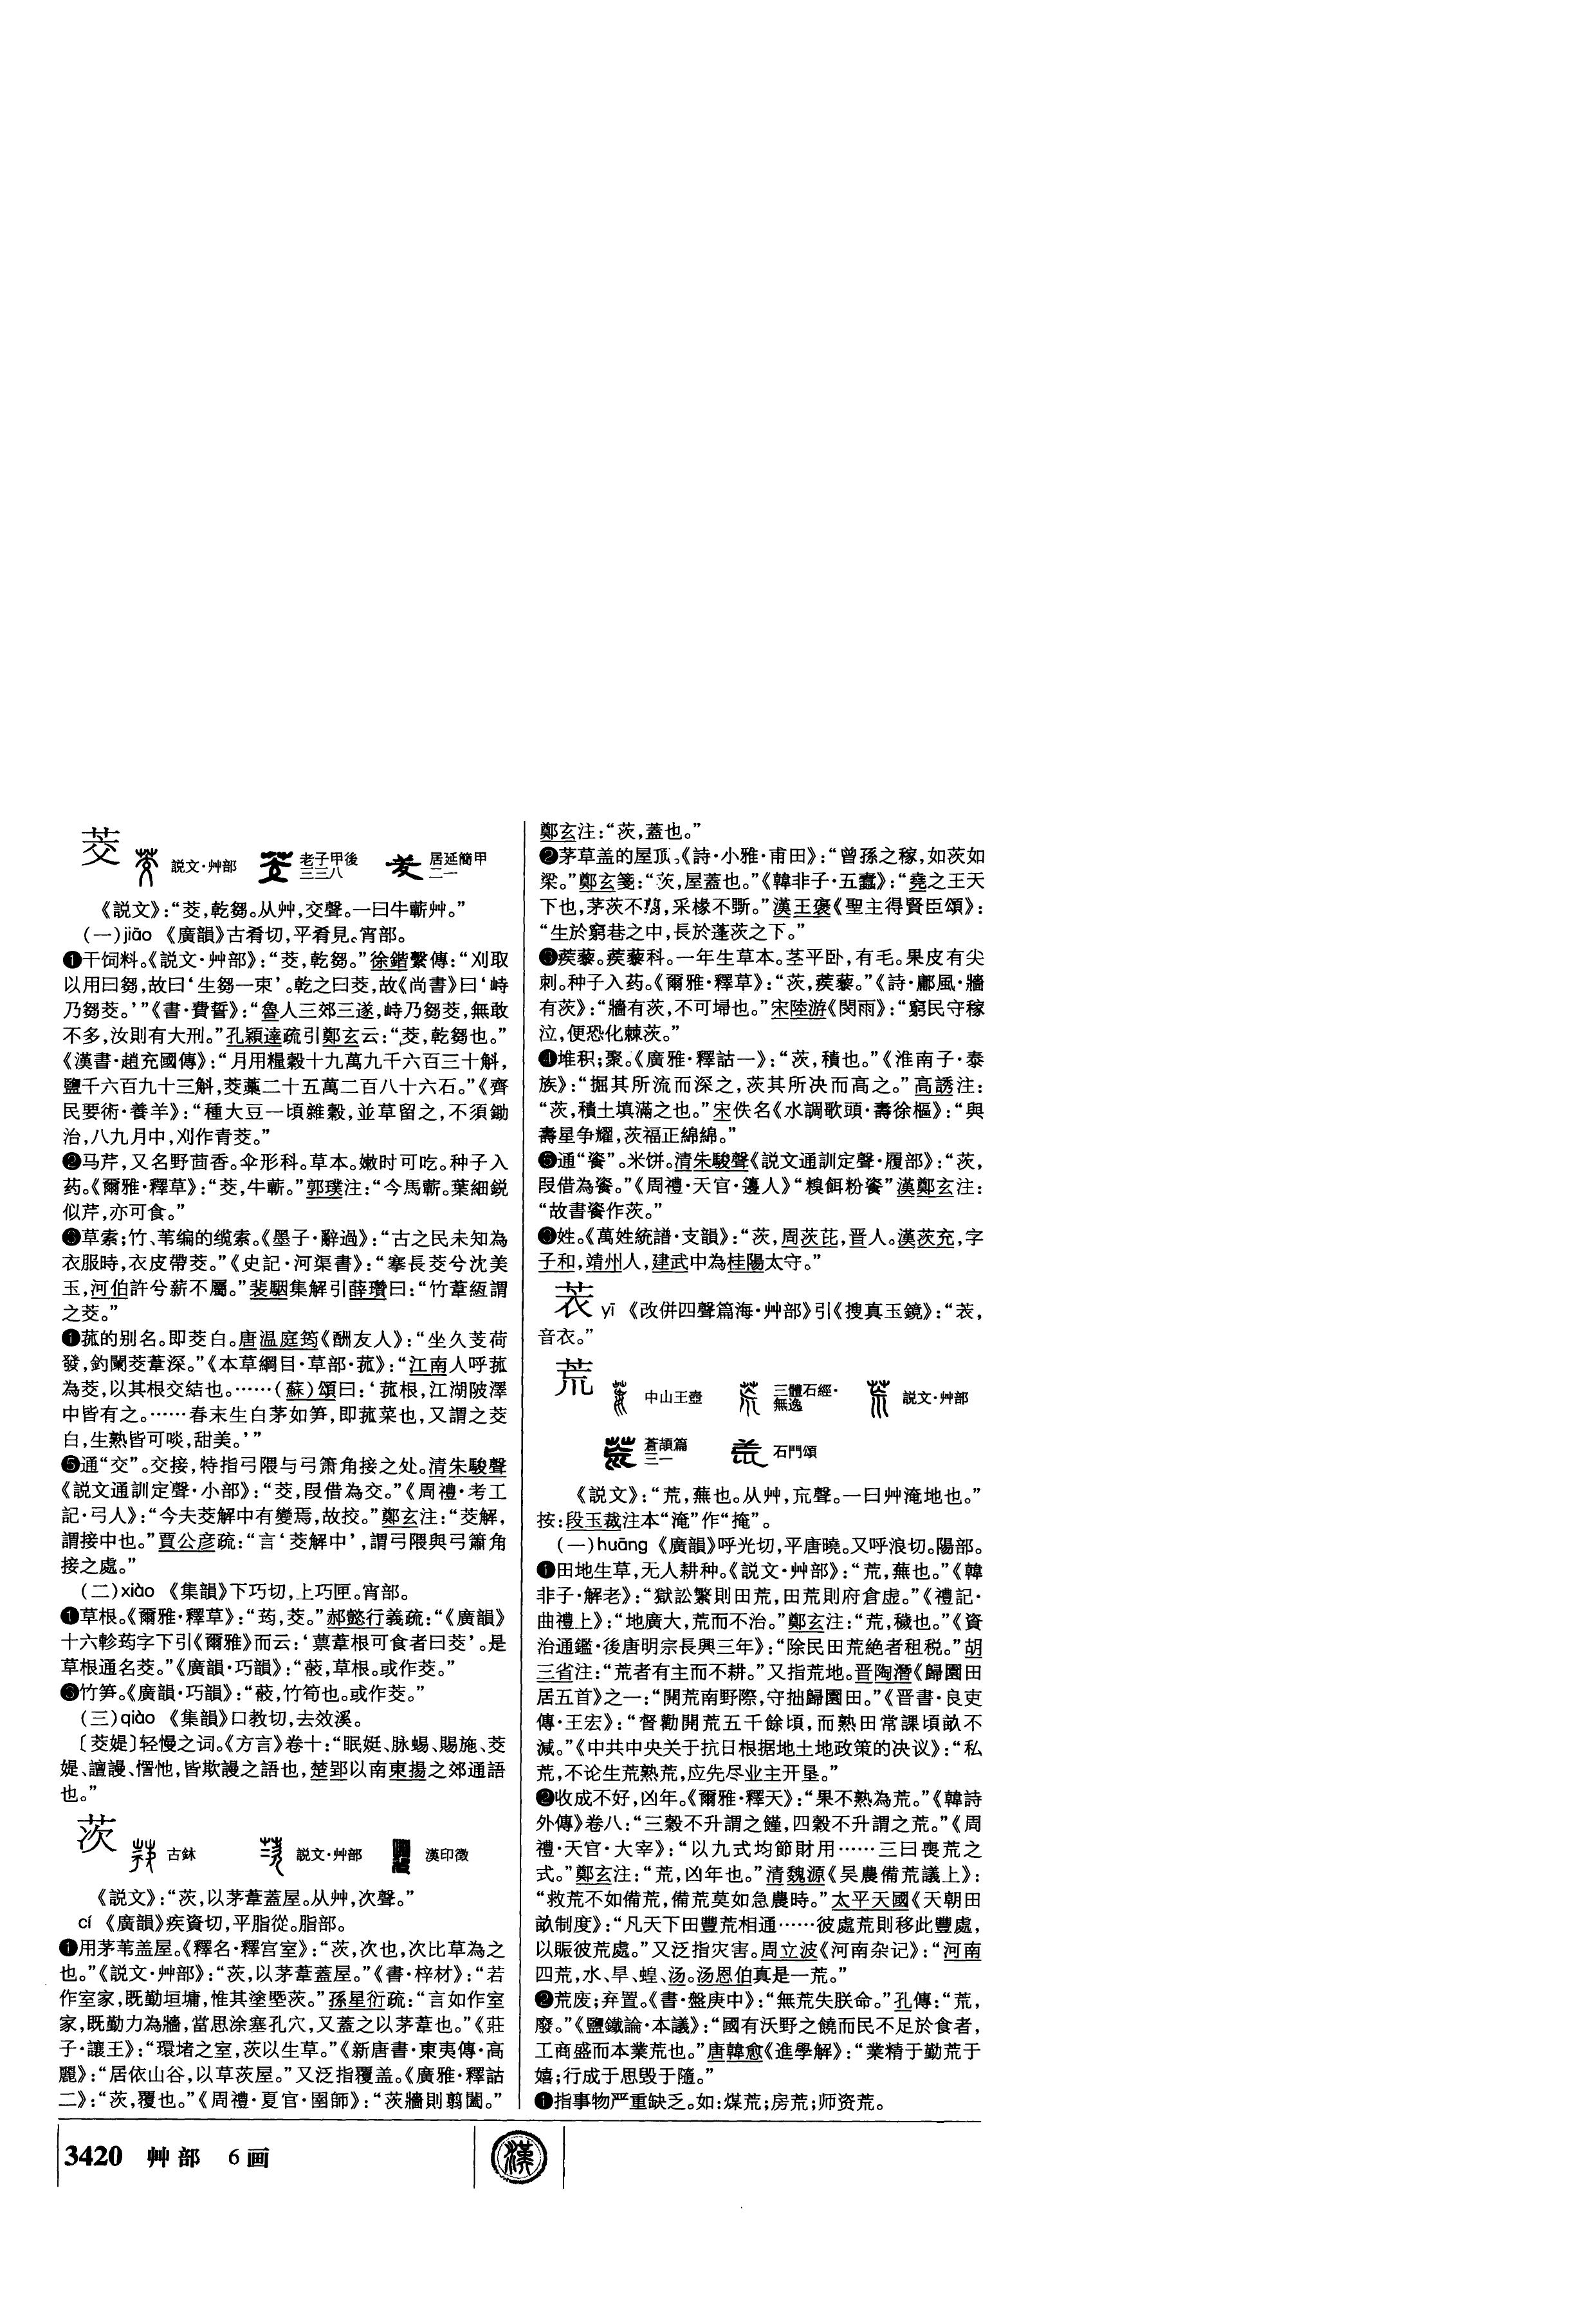 茭
説文·艸部
老子甲後三三八
居延簡甲二一
《説文》：“茭，乾芻。从艸，交聲。一曰牛蘄艸。”
（一）jiāo 《廣韻》古肴切，平肴見。宵部。
❶干饲料。《説文·艸部》：“茭，乾芻。”徐鍇繫傳：“刈取
以用曰芻，故曰‘生芻一束’。乾之曰茭，故《尚書》曰‘峙
乃芻茭。’”《書·費誓》：“魯人三郊三遂，峙乃芻茭，無敢
不多，汝則有大刑。”孔穎達疏引鄭玄云：“茭，乾芻也。”
《漢書·趙充國傳》：“月用糧穀十九萬九千六百三十斛，
鹽千六百九十三斛，茭藁二十五萬二百八十六石。”《齊
民要術·養羊》：“種大豆一頃雜穀，並草留之，不須鋤
治，八九月中，刈作青茭。”
❷马芹，又名野茴香。伞形科。草本。嫩时可吃。种子入
药。《爾雅·釋草》：“茭，牛蘄。”郭璞注：“今馬蘄。葉細鋭
似芹，亦可食。”
❸草索；竹、苇编的缆索。《墨子·辭過》：“古之民未知為
衣服時，衣皮帶茭。”《史記·河渠書》：“搴長茭兮沈美
玉，河伯許兮薪不屬。”裴駰集解引薛瓚曰：“竹葦緪謂
之茭。”
❶菰的别名。即茭白。唐温庭筠《酬友人》：“坐久芰荷
發，釣闌茭葦深。”《本草綱目·草部·菰》：“江南人呼菰
為茭，以其根交結也。……（蘇）頌曰：‘菰根，江湖陂澤
中皆有之。……春末生白茅如笋，即菰菜也，又謂之茭
白，生熟皆可啖，甜美。’”
❺通“交”。交接，特指弓隈与弓箫角接之处。清朱駿聲
《説文通訓定聲·小部》：“茭，叚借為交。”《周禮·考工
記·弓人》：“今夫茭解中有變焉，故挍。”鄭玄注：“茭解，
謂接中也。”賈公彦疏：“言‘茭解中’，謂弓隈與弓簫角
接之處。”
（二）xiào 《集韻》下巧切，上巧匣。宵部。
❶草根。《爾雅·釋草》：“荺，茭。”郝懿行義疏：“《廣韻》
十六軫荺字下引《爾雅》而云：‘蔈葦根可食者曰茭’。是
草根通名茭。”《廣韻·巧韻》：“䕧，草根。或作茭。”
❸竹笋。《廣韻·巧韻》：“䕧，竹筍也。或作茭。”
（三）qiào 《集韻》口教切，去效溪。
〔茭媞〕轻慢之词。《方言》卷十：“眠娗、脉蜴、賜施、茭
媞、譠謾、㦟忚，皆欺謾之語也，楚郢以南東揚之郊通語
也。”
茨
古鉥
説文·艸部
漢印徵
《説文》：“茨，以茅葦蓋屋。从艸，次聲。”
cí 《廣韻》疾資切，平脂從。脂部。
❶用茅苇盖屋。《釋名·釋宫室》：“茨，次也，次比草為之
也。”《説文·艸部》：“茨，以茅葦蓋屋。”《書·梓材》：“若
作室家，既勤垣墉，惟其塗塈茨。”孫星衍疏：“言如作室
家，既勤力為牆，當思涂塞孔穴，又蓋之以茅葦也。”《莊
子·讓王》：“環堵之室，茨以生草。”《新唐書·東夷傳·高
麗》：“居依山谷，以草茨屋。”又泛指覆盖。《廣雅·釋詁
二》：“茨，覆也。”《周禮·夏官·圉師》：“茨牆則翦闔。”
鄭玄注：“茨，蓋也。”
❷茅草盖的屋顶。《詩·小雅·甫田》：“曾孫之稼，如茨如
梁。”鄭玄箋：“茨，屋蓋也。”《韓非子·五蠹》：“堯之王天
下也，茅茨不翦，采椽不斲。”漢王褒《聖主得賢臣頌》：
“生於窮巷之中，長於蓬茨之下。”
❸蒺藜。蒺藜科。一年生草本。茎平卧，有毛。果皮有尖
刺。种子入药。《爾雅·釋草》：“茨，蒺藜。”《詩·鄘風·牆
有茨》：“牆有茨，不可埽也。”宋陸游《閔雨》：“窮民守稼
泣，便恐化棘茨。”
❹堆积；聚。《廣雅·釋詁一》：“茨，積也。”《淮南子·泰
族》：“掘其所流而深之，茨其所决而高之。”高誘注：
“茨，積土填滿之也。”宋佚名《水調歌頭·壽徐樞》：“與
壽星争耀，茨福正綿綿。”
❺通“餈”。米饼。清朱駿聲《説文通訓定聲·履部》：“茨，
叚借為餈。”《周禮·天官·籩人》“糗餌粉餈”漢鄭玄注：
“故書餈作茨。”
❻姓。《萬姓統譜·支韻》：“茨，周茨芘，晋人。漢茨充，字
子和，靖州人，建武中為桂陽太守。”
𮎰 yī 《改併四聲篇海·艸部》引《搜真玉鏡》：“𮎰，
音衣。”
荒
中山王壺
三體石經·無逸
説文·艸部
蒼頡篇三一
石門頌
《説文》：“荒，蕪也。从艸，巟聲。一曰艸淹地也。”
按：段玉裁注本“淹”作“掩”。
（一）huāng 《廣韻》呼光切，平唐曉。又呼浪切。陽部。
❶田地生草，无人耕种。《説文·艸部》：“荒，蕪也。”《韓
非子·解老》：“獄訟繁則田荒，田荒則府倉虚。”《禮記·
曲禮上》：“地廣大，荒而不治。”鄭玄注：“荒，穢也。”《資
治通鑑·後唐明宗長興三年》：“除民田荒絶者租税。”胡
三省注：“荒者有主而不耕。”又指荒地。晋陶潛《歸園田
居五首》之一：“開荒南野際，守拙歸園田。”《晋書·良吏
傳·王宏》：“督勸開荒五千餘頃，而熟田常課頃畝不
減。”《中共中央关于抗日根据地土地政策的决议》：“私
荒，不论生荒熟荒，应先尽业主开垦。”
❷收成不好，凶年。《爾雅·釋天》：“果不熟為荒。”《韓詩
外傳》卷八：“三穀不升謂之饉，四穀不升謂之荒。”《周
禮·天官·大宰》：“以九式均節財用……三曰喪荒之
式。”鄭玄注：“荒，凶年也。”清魏源《吴農備荒議上》：
“救荒不如備荒，備荒莫如急農時。”太平天國《天朝田
畝制度》：“凡天下田豐荒相通……彼處荒則移此豐處，
以賑彼荒處。”又泛指灾害。周立波《河南杂记》：“河南
四荒，水、旱、蝗、汤。汤恩伯真是一荒。”
❷荒废；弃置。《書·盤庚中》：“無荒失朕命。”孔傳：“荒，
廢。”《鹽鐵論·本議》：“國有沃野之饒而民不足於食者，
工商盛而本業荒也。”唐韓愈《進學解》：“業精于勤荒于
嬉；行成于思毁于隨。”
❶指事物严重缺乏。如：煤荒；房荒；师资荒。
3420 艸部 6画
漢